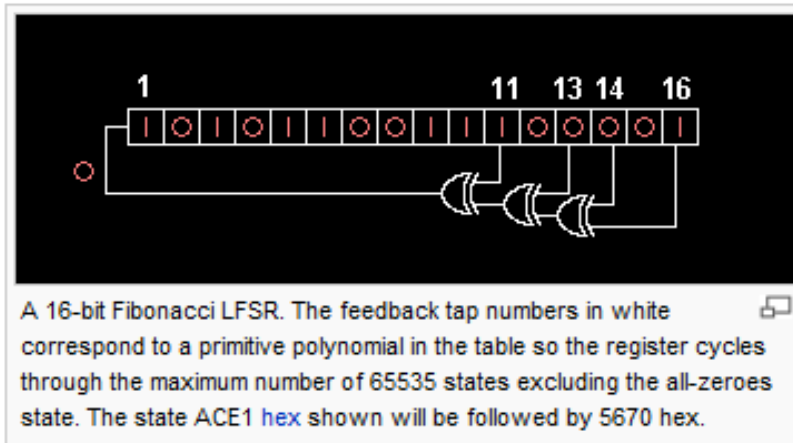 1 11 13 14 16
1 0 1 0 1 1 0 0 1 1 1 0 0 0 0 1
0
A 16-bit Fibonacci LFSR. The feedback tap numbers in white
correspond to a primitive polynomial in the table so the register cycles
through the maximum number of 65535 states excluding the all-zeroes
state. The state ACE1 hex shown will be followed by 5670 hex.